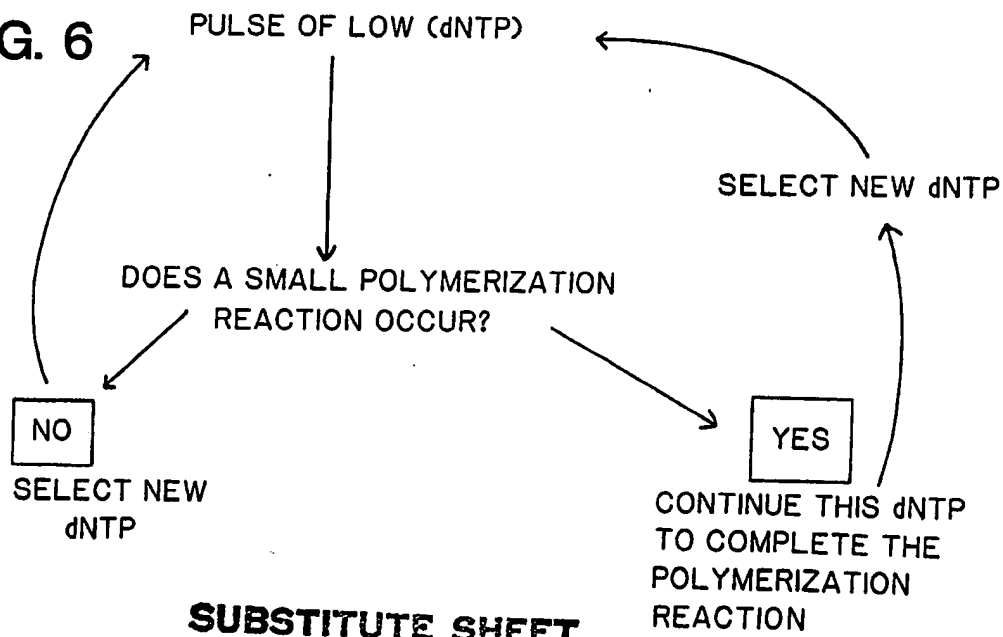 G. 6
PULSE OF LOW (dNTP)
SELECT NEW dNTP
DOES A SMALL POLYMERIZATION
REACTION OCCUR?
NO
SELECT NEW
dNTP
YES
CONTINUE THIS dNTP
TO COMPLETE THE
POLYMERIZATION
REACTION
SUBSTITUTE SHEET